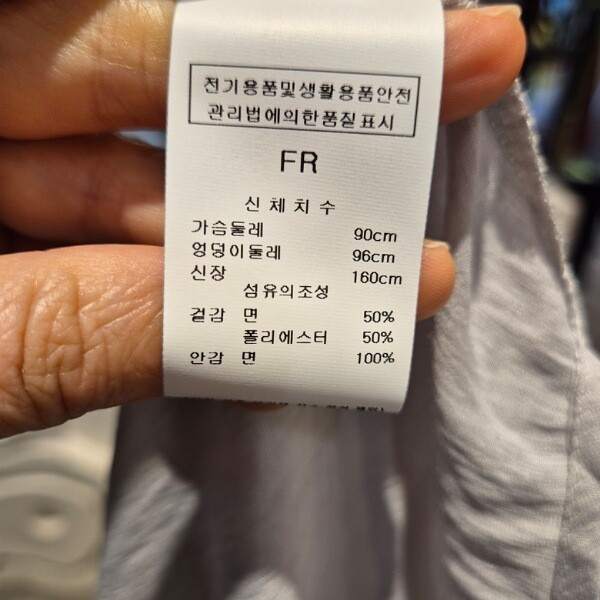 전기용품및생활용품안전
관리법에의한품질표시
FR
신체치수
가슴둘레 90cm
엉덩이둘레 96cm
신장 160cm
섬유의조성
겉감 면 50%
폴리에스터 50%
안감 면 100%